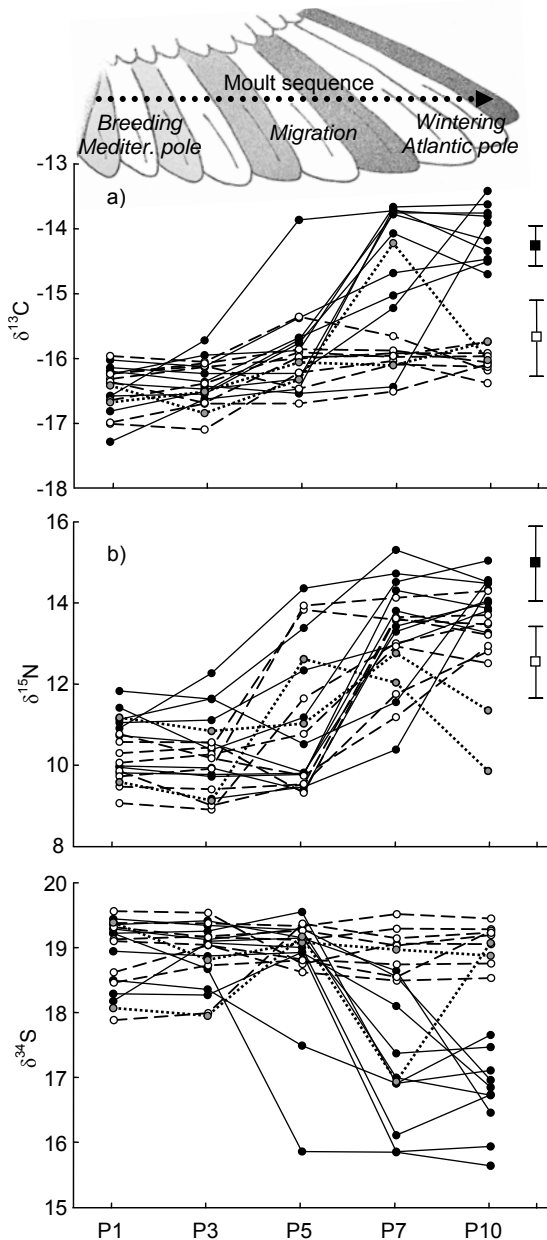 Moult sequence
Breeding
Mediter. pole
Migration
Wintering
Atlantic pole
a)
δ13C
-13
-14
-15
-16
-17
-18
b)
δ15N
16
14
12
10
8
δ34S
20
19
18
17
16
15
P1 P3 P5 P7 P10